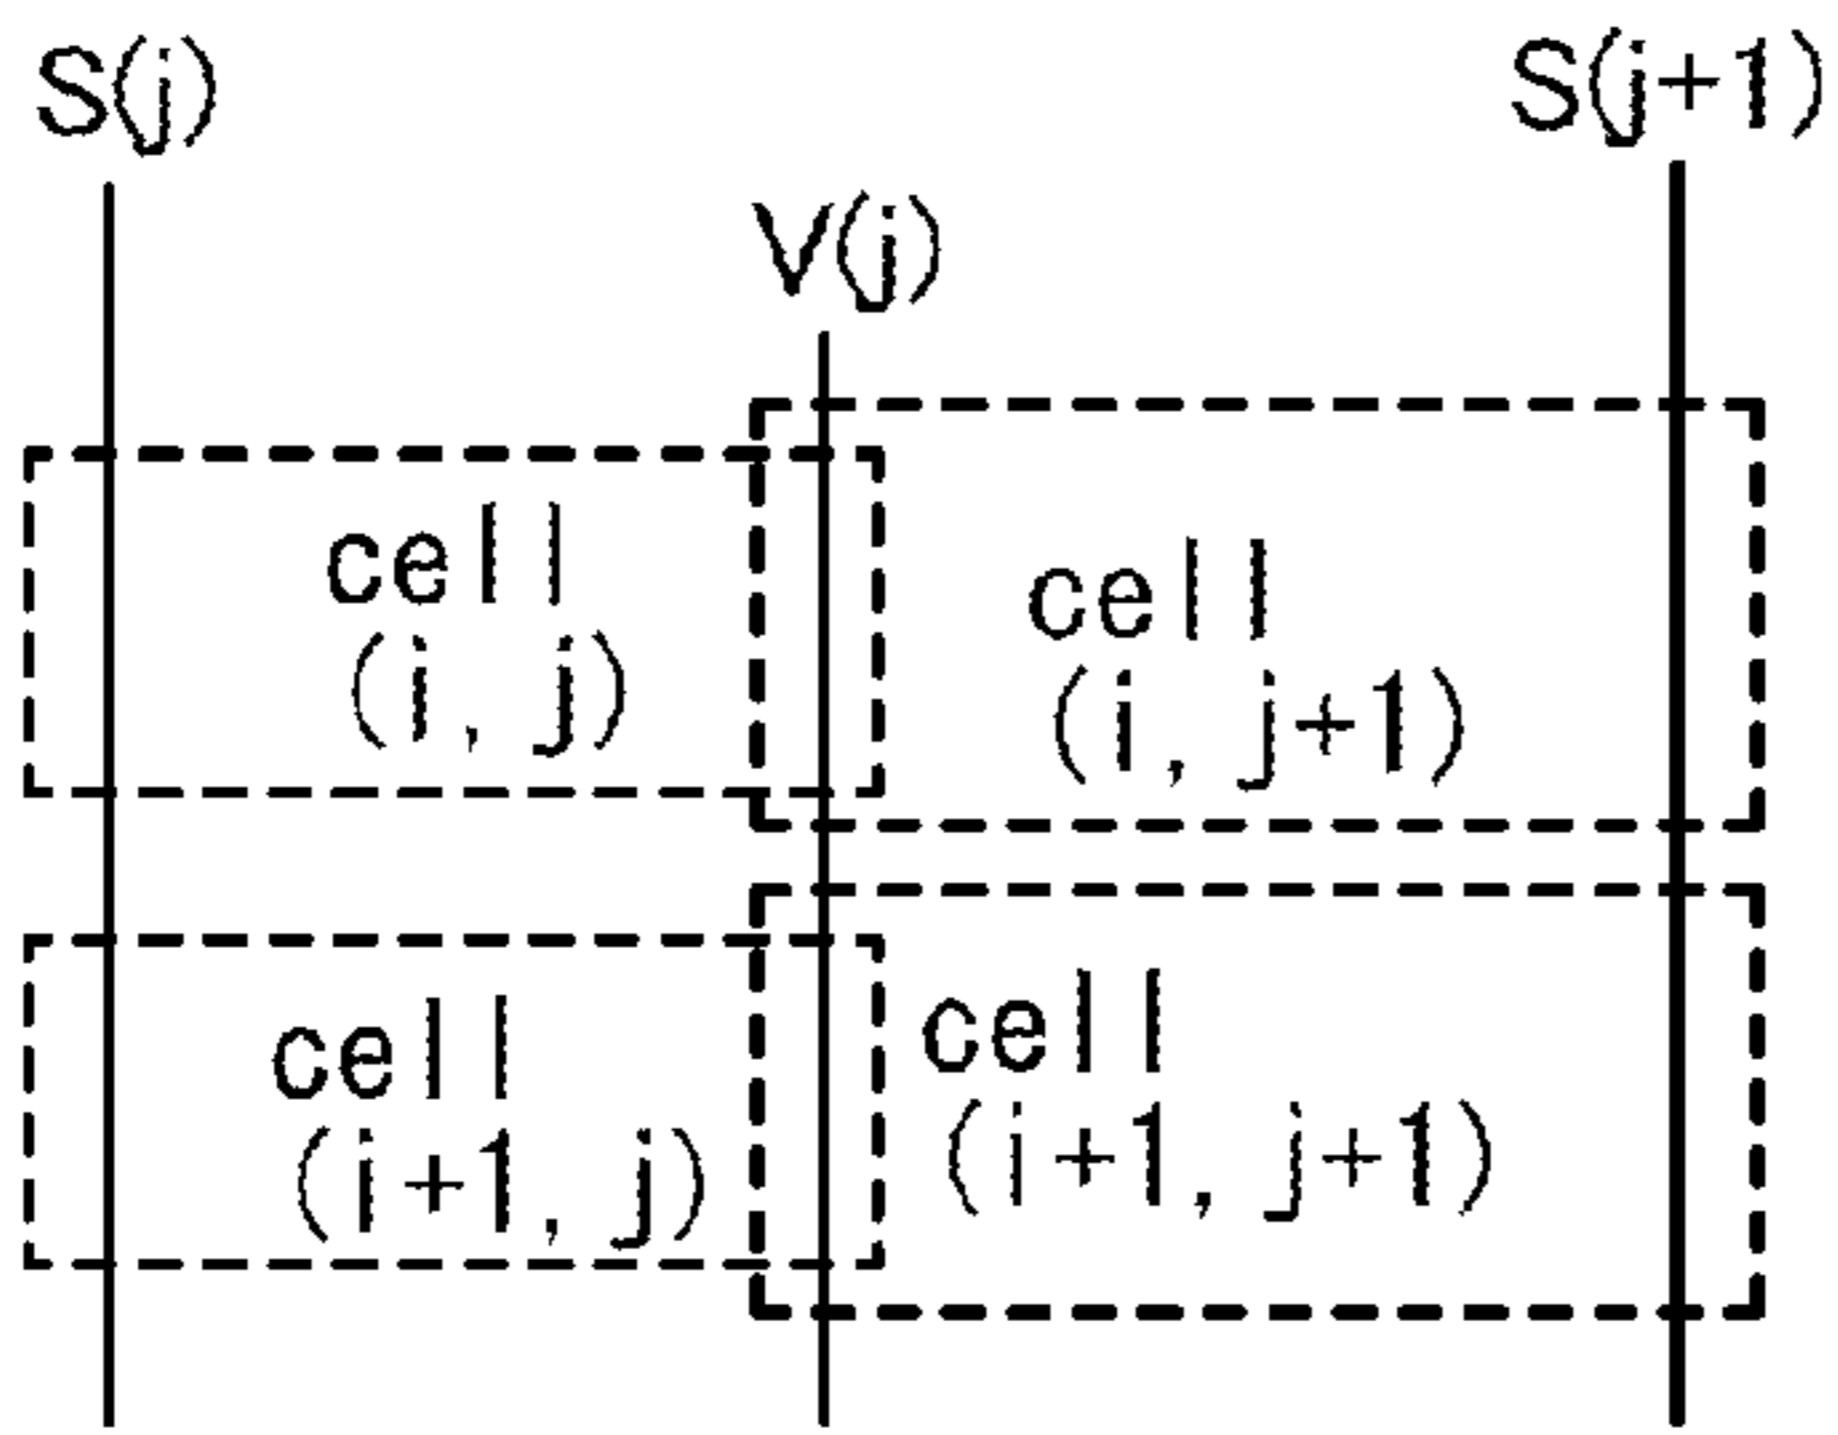 S(j)
S(j+1)
V(j)
cell
(i, j)
cell
(i, j+1)
cell
(i+1, j)
cell
(i+1, j+1)